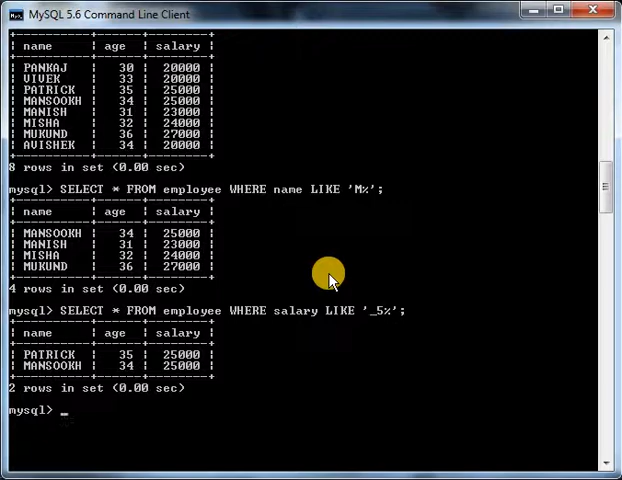 MySQL 5.6 Command Line Client
+----------+-----+--------+
| name | age | salary |
+----------+-----+--------+
| PANKAJ | 30 | 20000 |
| VIVEK | 33 | 20000 |
| PATRICK | 35 | 25000 |
| MANSOOKH | 34 | 25000 |
| MANISH | 31 | 23000 |
| MISHA | 32 | 24000 |
| MUKUND | 36 | 27000 |
| AVISHEK | 34 | 20000 |
+----------+-----+--------+
8 rows in set (0.00 sec)
mysql> SELECT * FROM employee WHERE name LIKE 'M%';
+----------+-----+--------+
| name | age | salary |
+----------+-----+--------+
| MANSOOKH | 34 | 25000 |
| MANISH | 31 | 23000 |
| MISHA | 32 | 24000 |
| MUKUND | 36 | 27000 |
+----------+-----+--------+
4 rows in set (0.00 sec)
mysql> SELECT * FROM employee WHERE salary LIKE '_5%';
+----------+-----+--------+
| name | age | salary |
+----------+-----+--------+
| PATRICK | 35 | 25000 |
| MANSOOKH | 34 | 25000 |
+----------+-----+--------+
2 rows in set (0.00 sec)
mysql> _